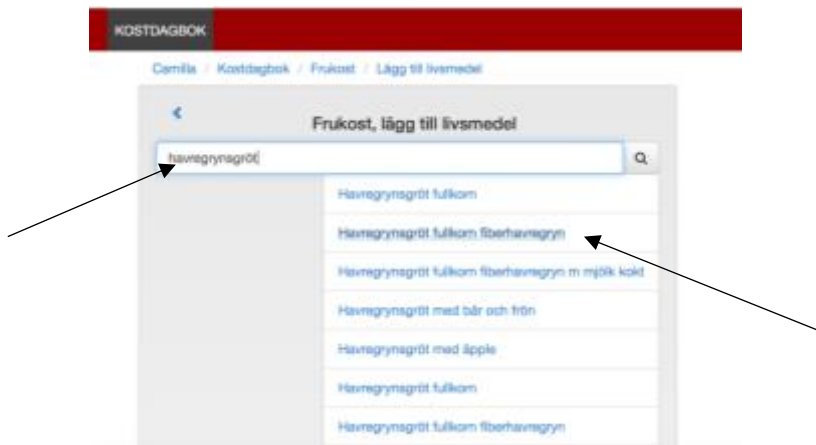 KOSTDAGBOK
Camilla / Kostdagbok / Frukost / Lägg till livsmedel
Frukost, lägg till livsmedel
havregrynsgröt
Havregrynsgröt fullkorn
Havregrynsgröt fullkorn fiberhavregryn
Havregrynsgröt fullkorn fiberhavregryn m mjölk kokt
Havregrynsgröt med bär och frön
Havregrynsgröt med äpple
Havregrynsgröt fullkorn
Havregrynsgröt fullkorn fiberhavregryn